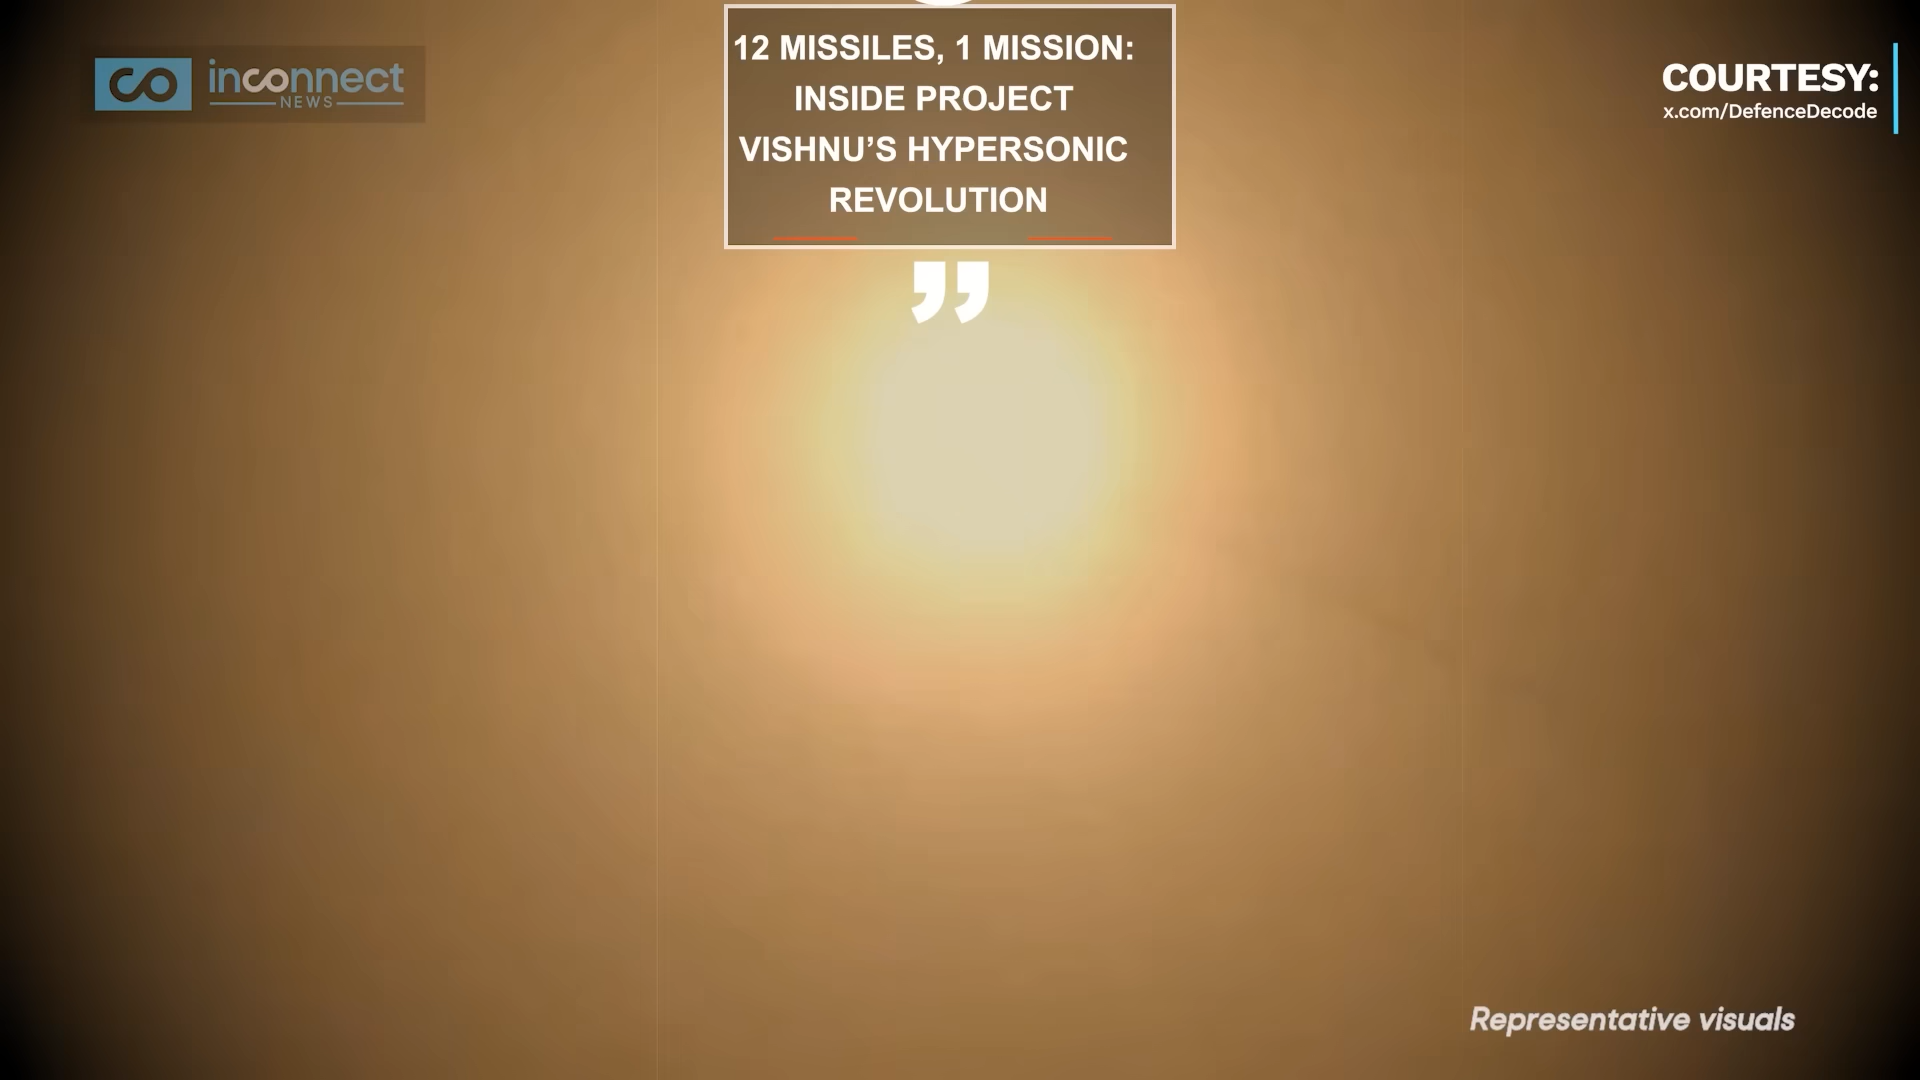 inconnect
NEWS
12 MISSILES, 1 MISSION:
INSIDE PROJECT
VISHNU’S HYPERSONIC
REVOLUTION
”
COURTESY:
x.com/DefenceDecode
Representative visuals